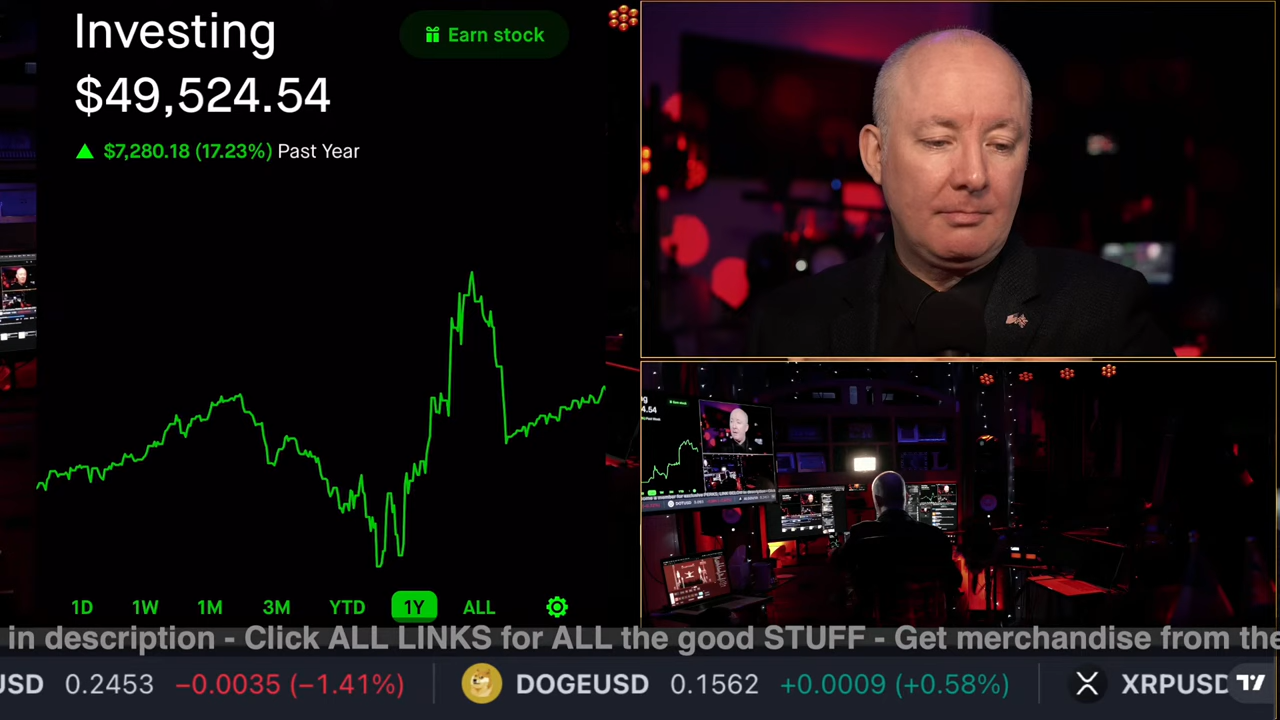 Investing
Earn stock
$49,524.54
$7,280.18 (17.23%) Past Year
1D 1W 1M 3M YTD 1Y ALL
in description - Click ALL LINKS for ALL the good STUFF - Get merchandise from the
USD 0.2453 −0.0035 (−1.41%) DOGEUSD 0.1562 +0.0009 (+0.58%) XRPUSD